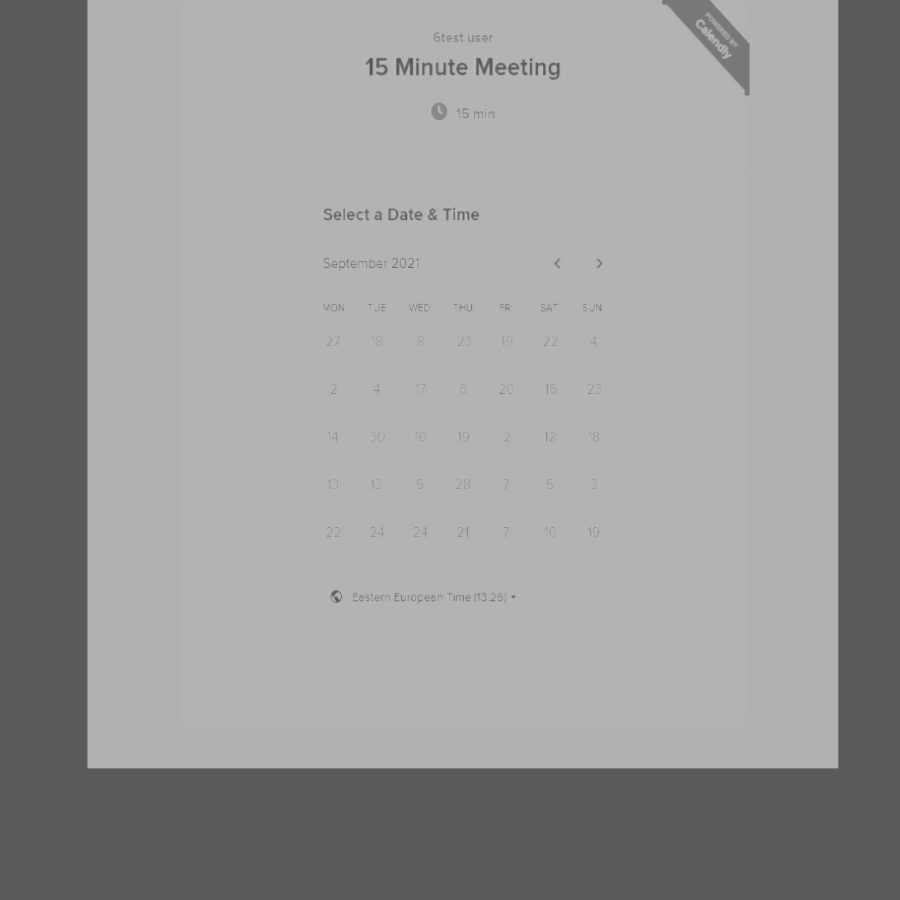 POWERED BY
Calendly
6test user
15 Minute Meeting
15 min
Select a Date & Time
September 2021
MON TUE WED THU FRI SAT SUN
27 18 8 23 19 22 4
2 4 17 6 20 15 23
14 30 10 19 2 12 18
13 13 5 28 7 5 3
22 24 24 21 7 10 19
Eastern European Time (13:26)